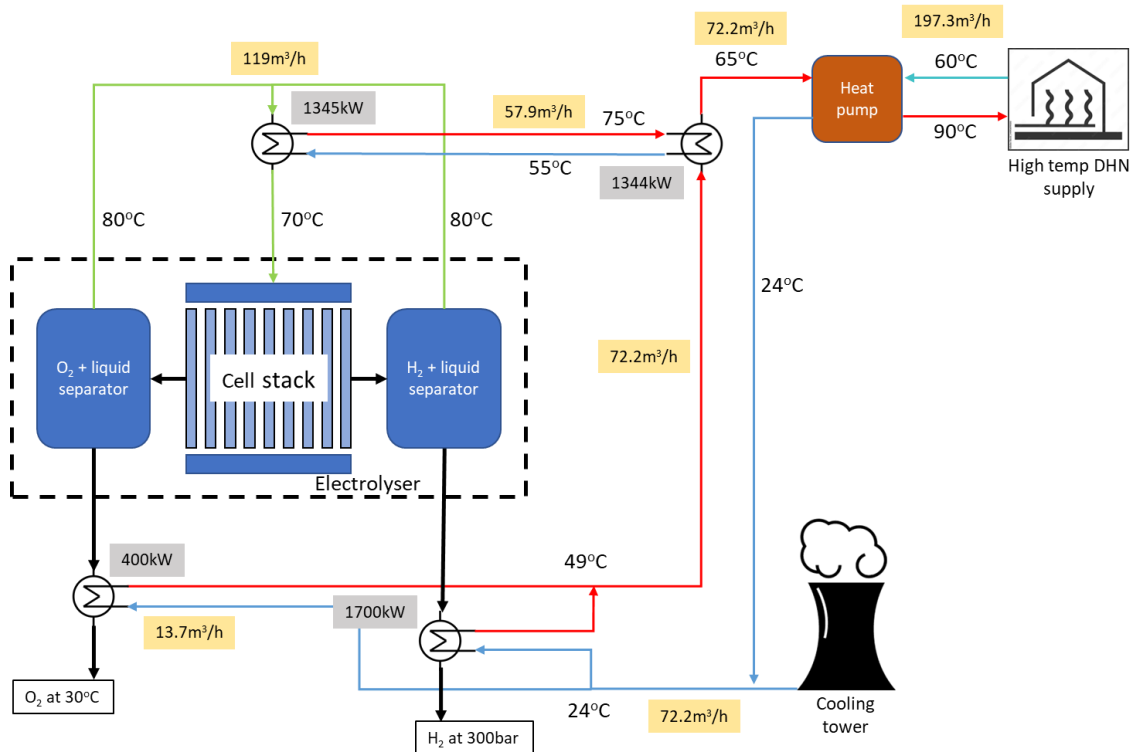 72.2m³/h
197.3m³/h
119m³/h
65°C
60°C
1345kW
57.9m³/h
75°C
Heat
pump
90°C
55°C
1344kW
High temp DHN
supply
80°C
70°C
80°C
24°C
72.2m³/h
O₂ + liquid
separator
Cell stack
H₂ + liquid
separator
Electrolyser
400kW
49°C
1700kW
13.7m³/h
O₂ at 30°C
24°C
72.2m³/h
Cooling
tower
H₂ at 300bar